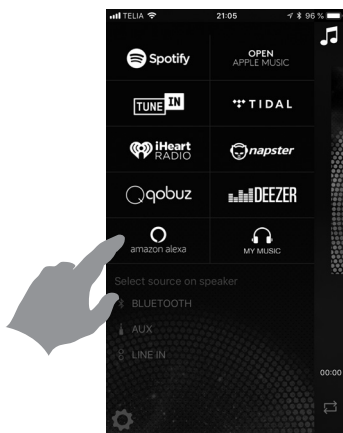 TELIA 21:05 96 %
Spotify OPEN APPLE MUSIC
TUNE IN TIDAL
iHeart RADIO napster
qobuz DEEZER
amazon alexa MY MUSIC
Select source on speaker
BLUETOOTH
AUX
LINE IN
00:00